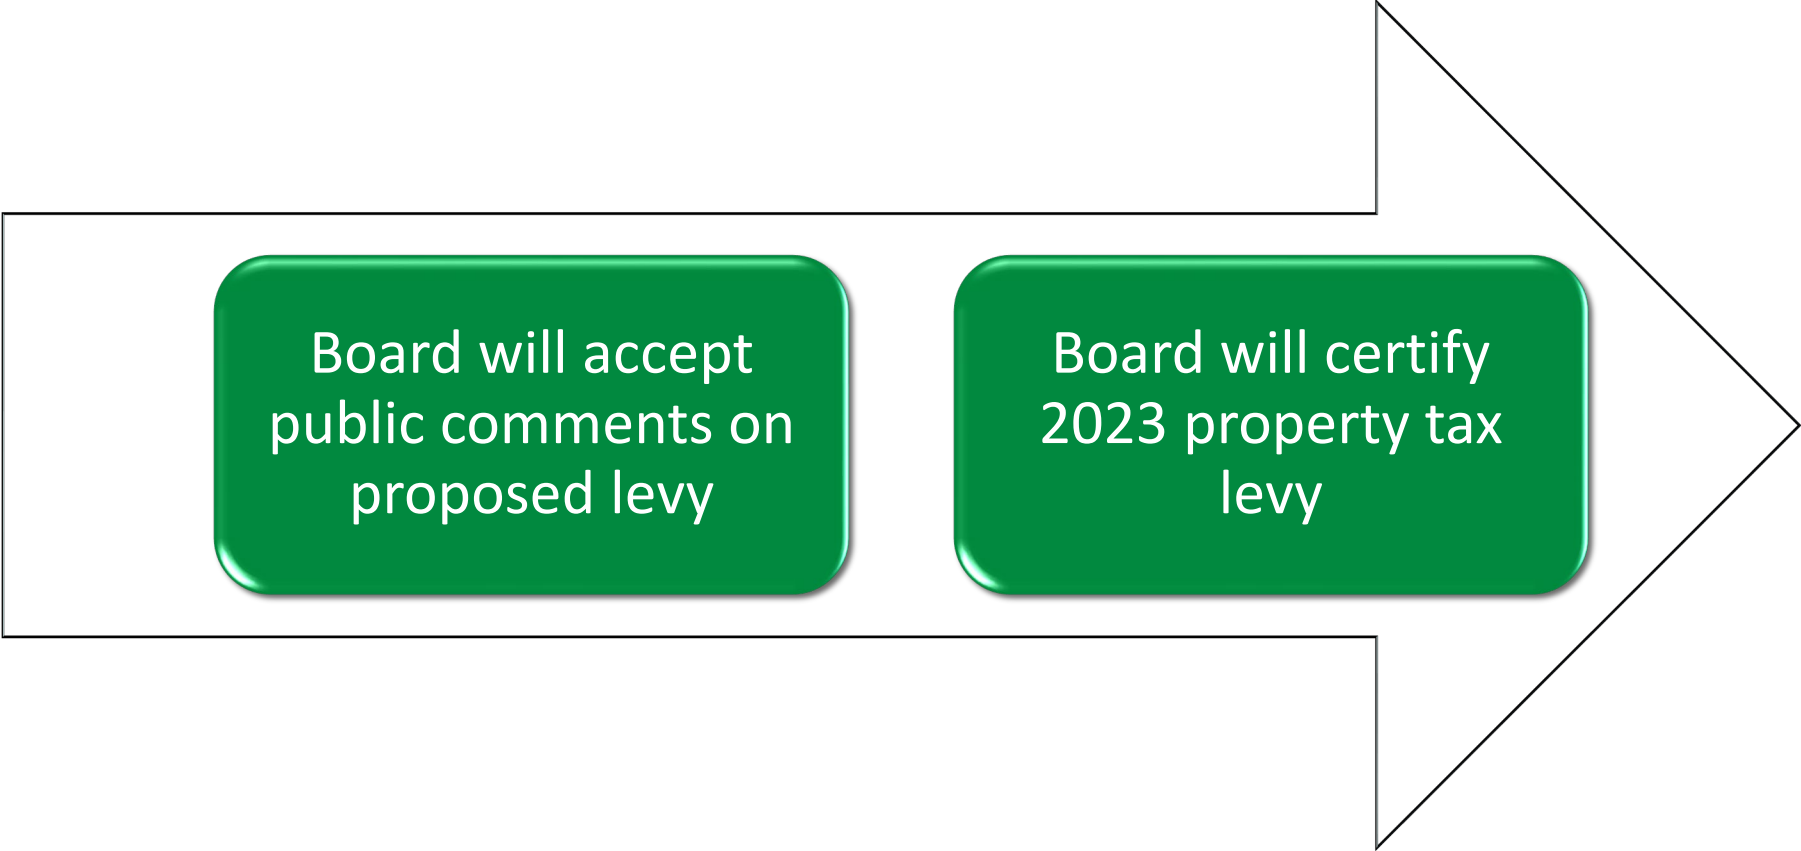 Board will accept
public comments on
proposed levy
Board will certify
2023 property tax
levy